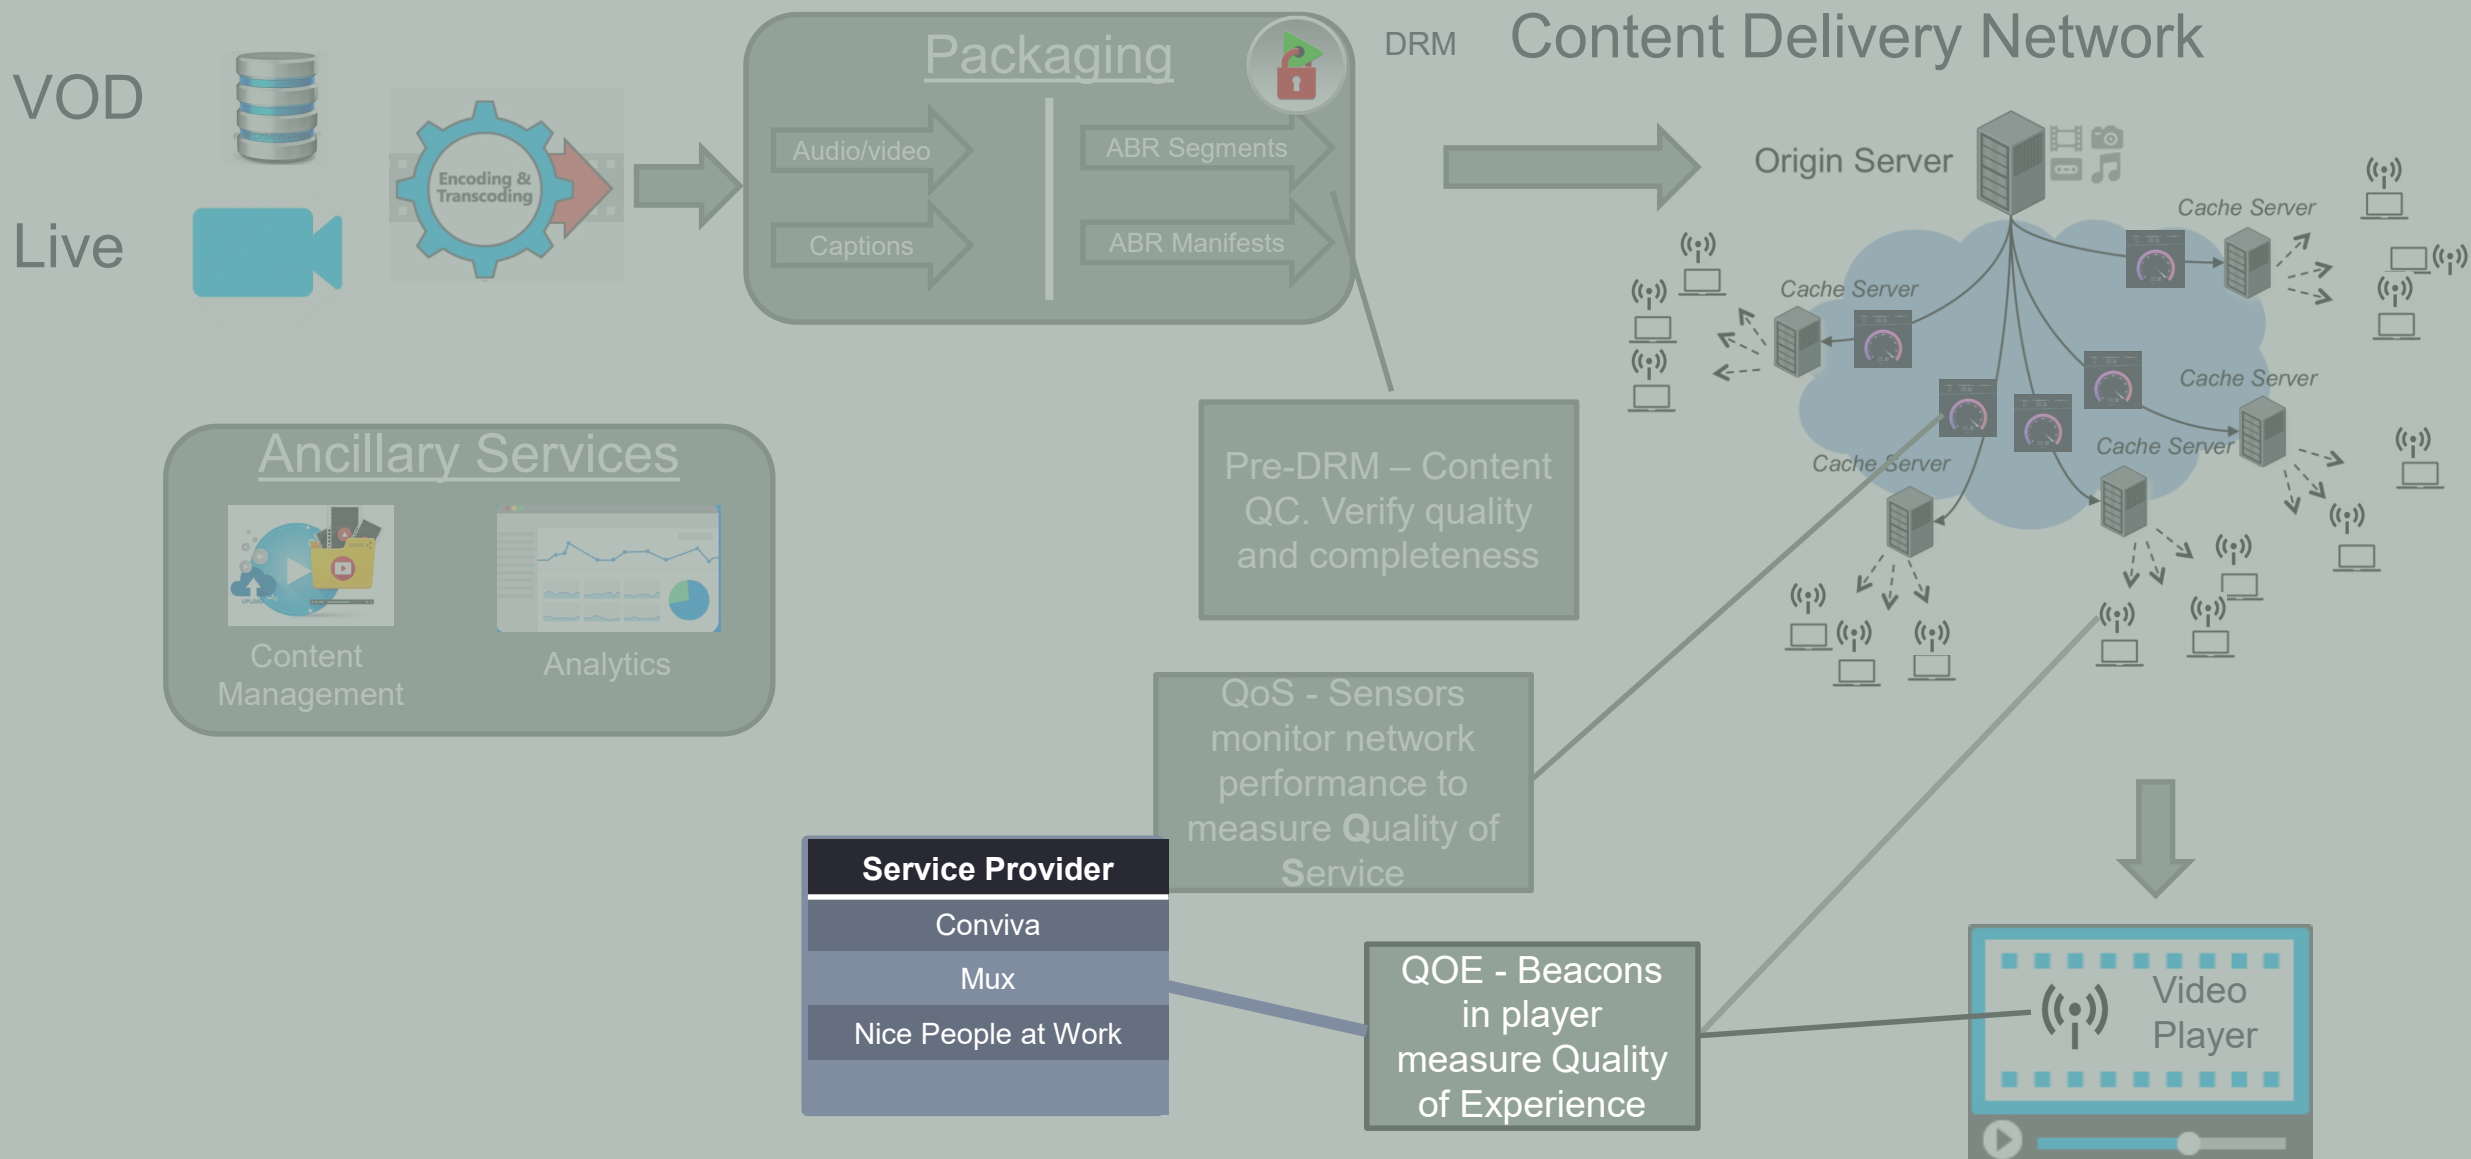 VOD
Live
Encoding &
Transcoding
Packaging
Audio/video
Captions
ABR Segments
ABR Manifests
DRM
Content Delivery Network
Origin Server
Cache Server
Cache Server
Cache Server
Cache Server
Cache Server
Ancillary Services
UPLOAD
Content
Management
Analytics
Pre-DRM – Content
QC. Verify quality
and completeness
QoS - Sensors
monitor network
performance to
measure Quality of
Service
Service Provider
Conviva
Mux
Nice People at Work
QOE - Beacons
in player
measure Quality
of Experience
Video
Player